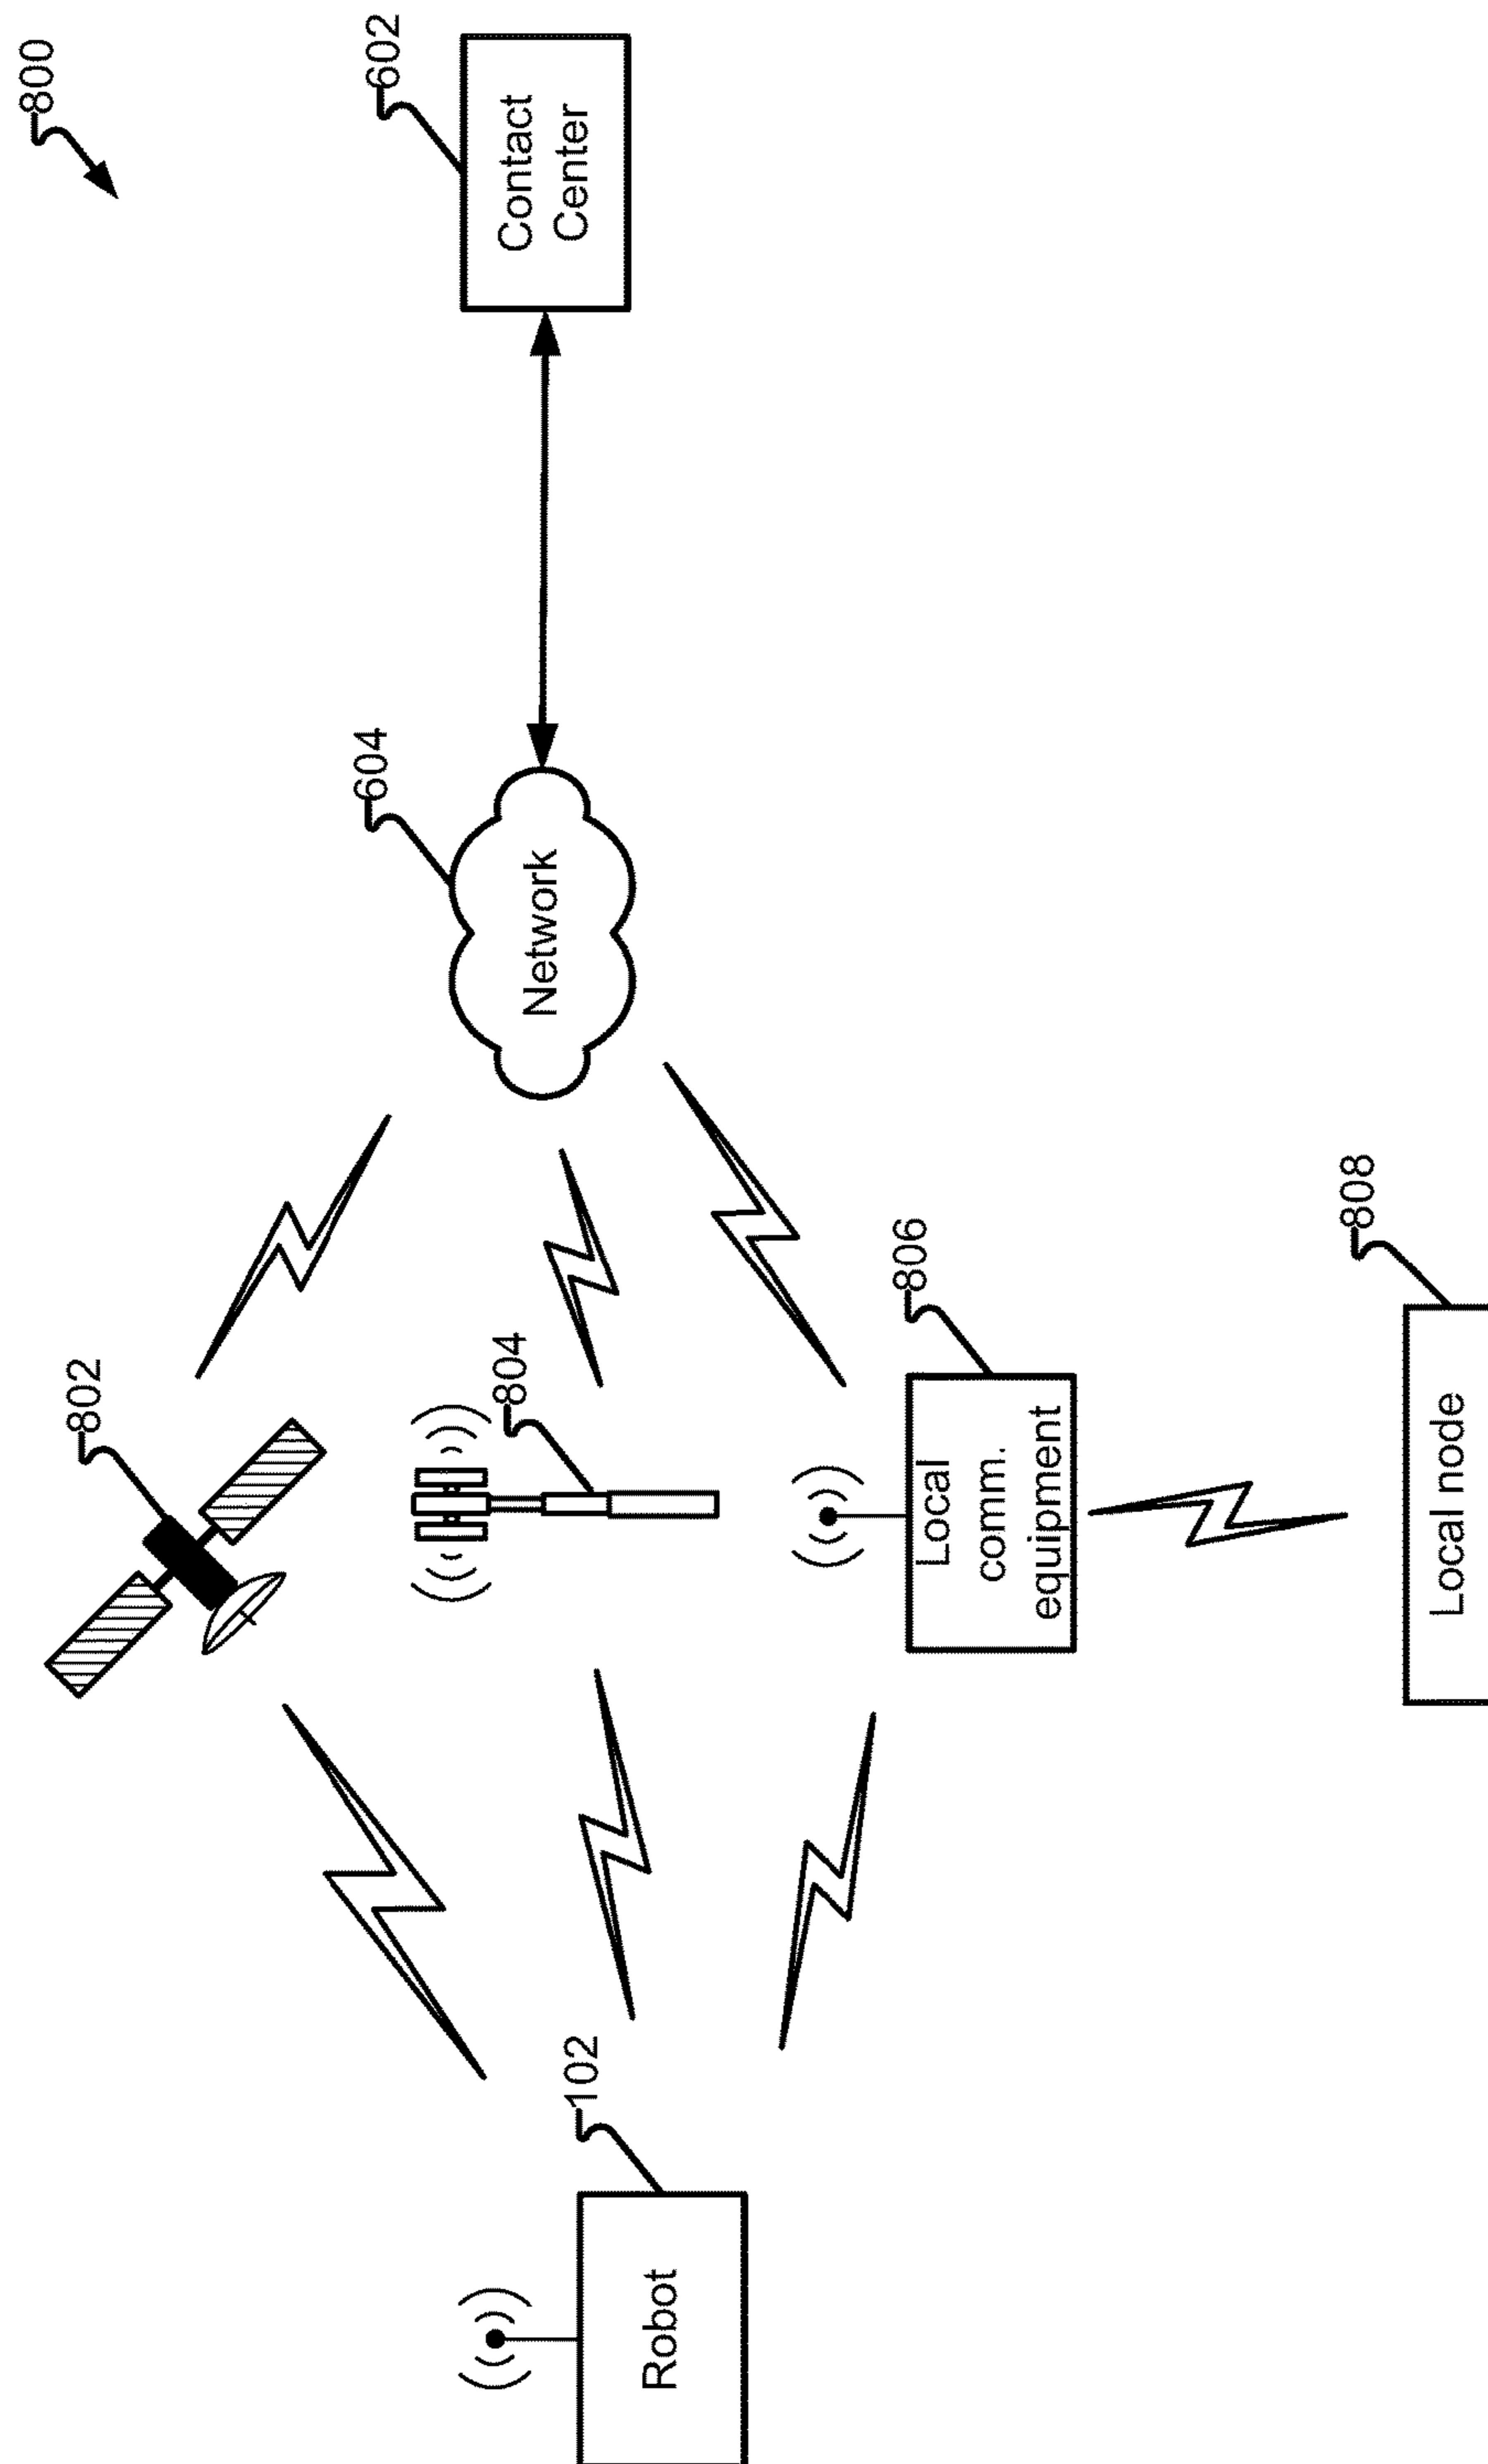 800
602
Contact
Center
604
Network
802
804
806
Local
comm.
equipment
808
Local node
102
Robot